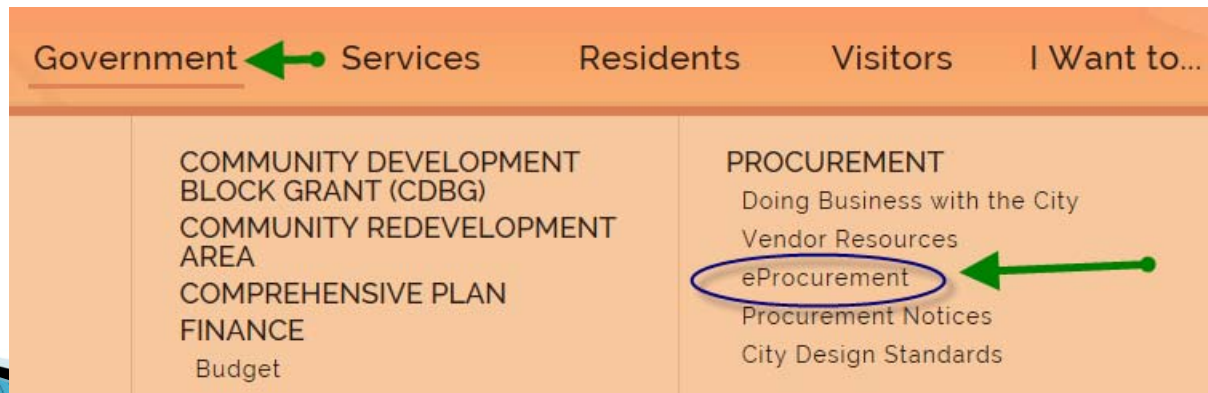 Government Services Residents Visitors I Want to...
COMMUNITY DEVELOPMENT
BLOCK GRANT (CDBG)
COMMUNITY REDEVELOPMENT
AREA
COMPREHENSIVE PLAN
FINANCE
Budget
PROCUREMENT
Doing Business with the City
Vendor Resources
eProcurement
Procurement Notices
City Design Standards